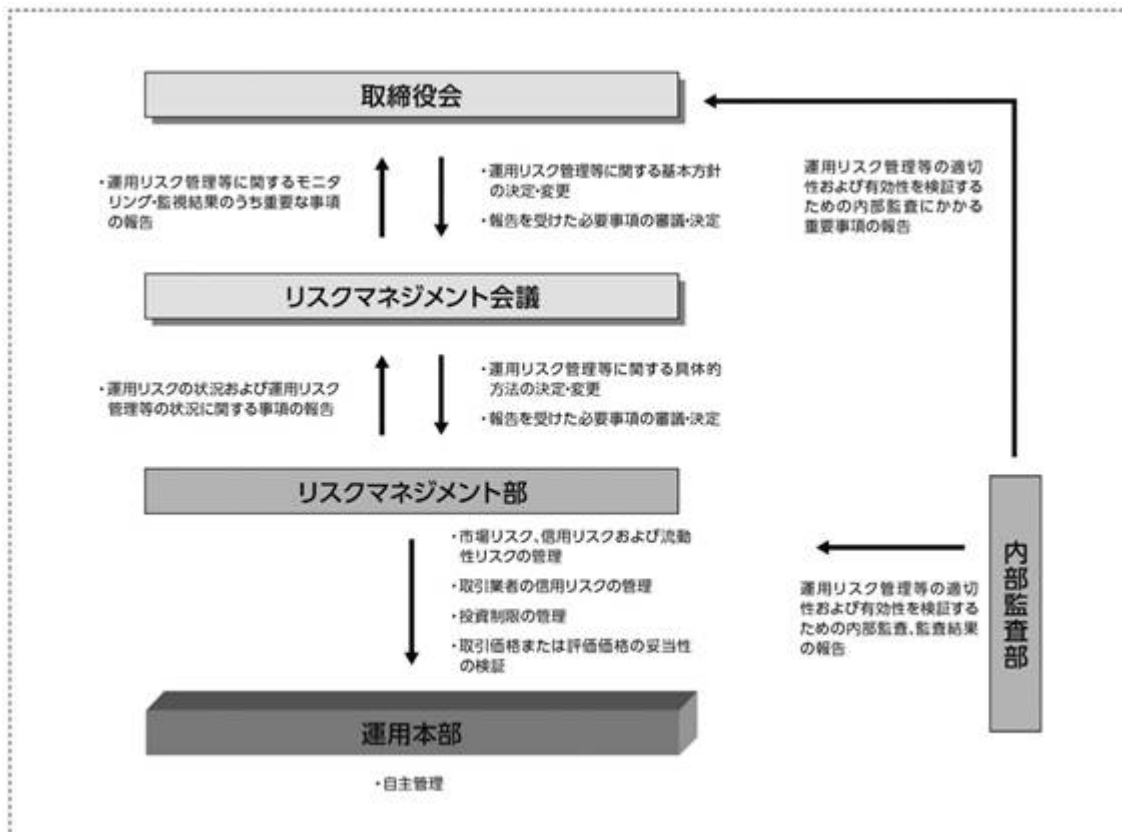 取締役会
・運用リスク管理等に関するモニタ
リング・監視結果のうち重要な事項
の報告
・運用リスク管理等に関する基本方針
の決定・変更
・報告を受けた必要事項の審議・決定
運用リスク管理等の適切
性および有効性を検証する
ための内部監査にかかる
重要事項の報告
リスクマネジメント会議
・運用リスクの状況および運用リスク
管理等の状況に関する事項の報告
・運用リスク管理等に関する具体的
方法の決定・変更
・報告を受けた必要事項の審議・決定
リスクマネジメント部
・市場リスク、信用リスクおよび流動
性リスクの管理
・取引業者の信用リスクの管理
・投資制限の管理
・取引価格または評価価格の妥当性
の検証
運用リスク管理等の適切
性および有効性を検証する
ための内部監査、監査結果
の報告
内部監査部
運用本部
・自主管理